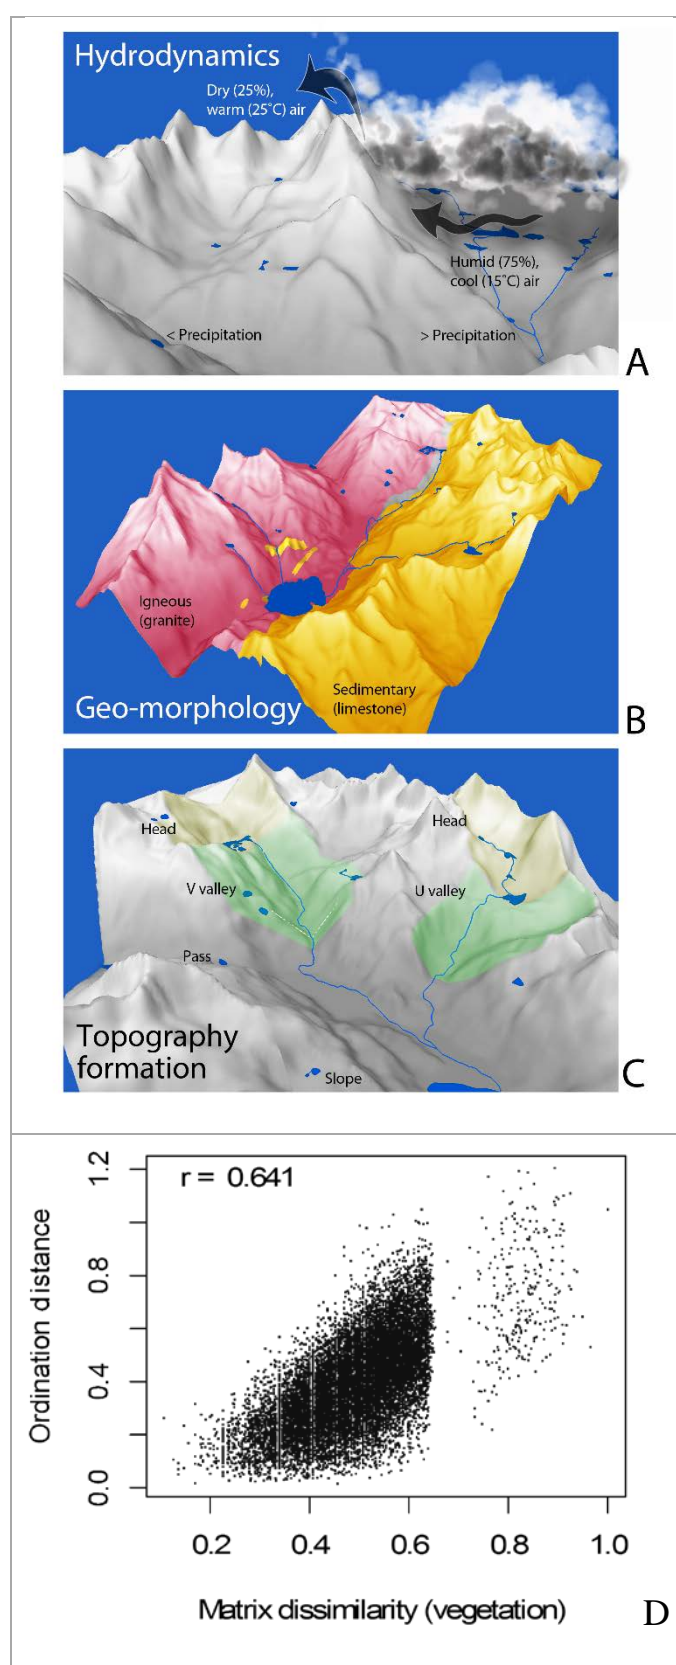 Hydrodynamics
Dry (25%),
warm (25°C) air
Humid (75%),
cool (15°C) air
< Precipitation
> Precipitation
A
Igneous
(granite)
Sedimentary
(limestone)
Geo-morphology
B
Head
Head
V valley
U valley
Pass
Topography
formation
Slope
C
r = 0.641
Ordination distance
1.2
0.8
0.4
0.0
0.2 0.4 0.6 0.8 1.0
Matrix dissimilarity (vegetation)
D